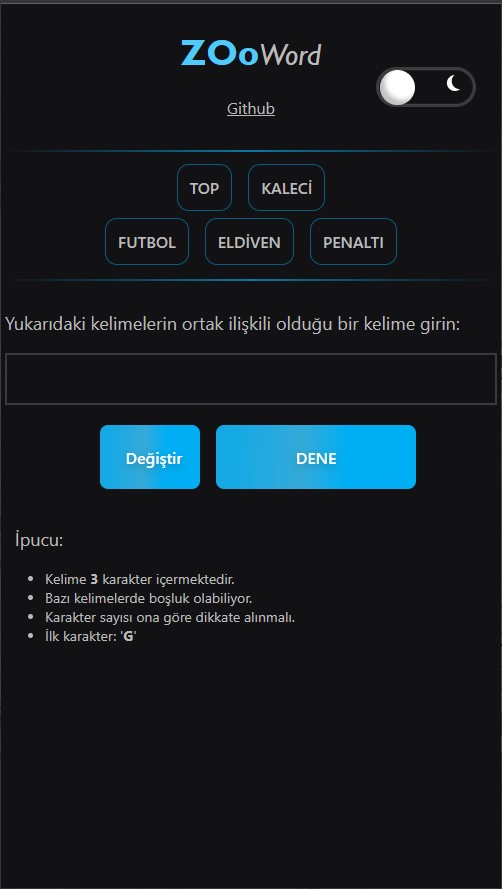 ZOoWord
Github
TOP KALECİ
FUTBOL ELDİVEN PENALTI
Yukarıdaki kelimelerin ortak ilişkili olduğu bir kelime girin:
Değiştir DENE
İpucu:
Kelime 3 karakter içermektedir.
Bazı kelimelerde boşluk olabiliyor.
Karakter sayısı ona göre dikkate alınmalı.
İlk karakter: 'G'